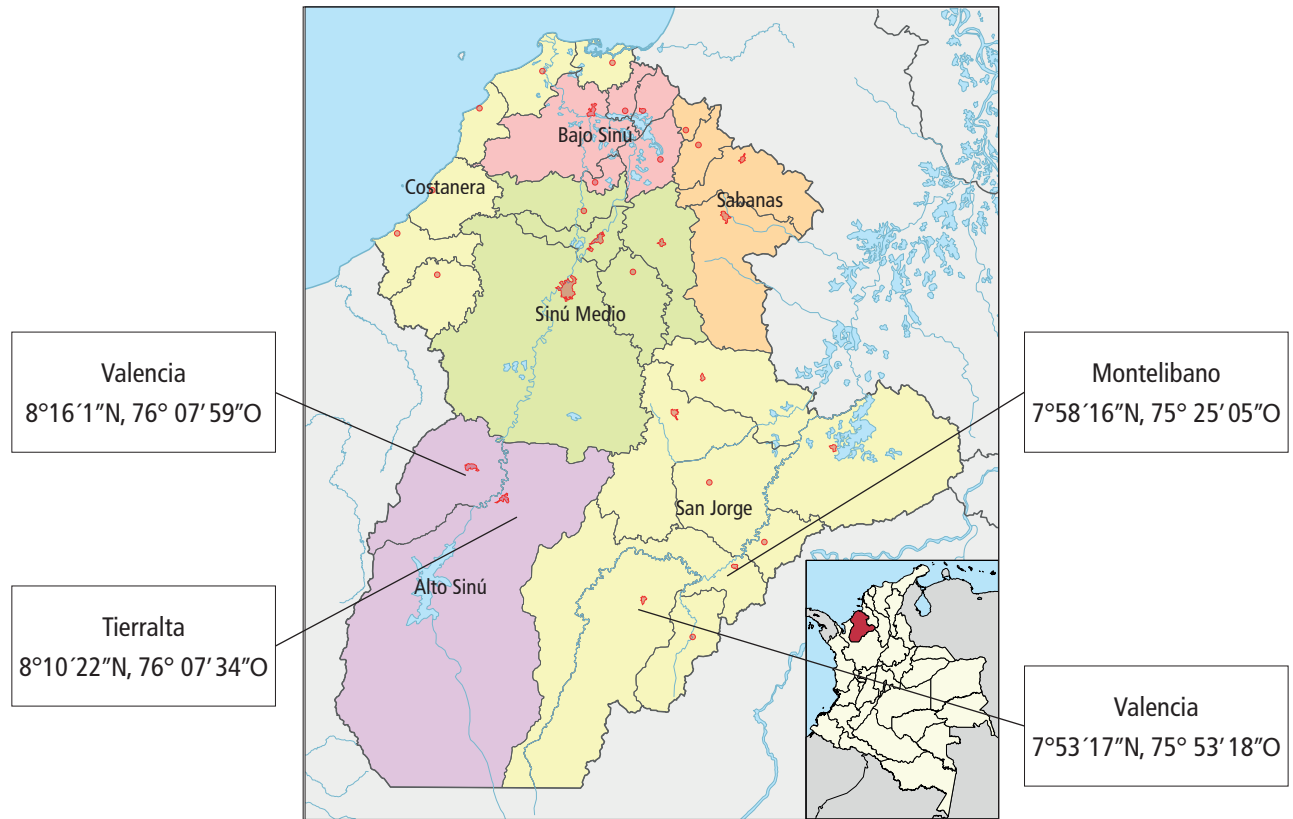 Bajo Sinú
Costanera
Sabanas
Sinú Medio
Valencia
8°16´1”N, 76° 07’ 59”O
Montelibano
7°58´16”N, 75° 25’ 05”O
San Jorge
Alto Sinú
Tierralta
8°10´22”N, 76° 07’ 34”O
Valencia
7°53´17”N, 75° 53’ 18”O